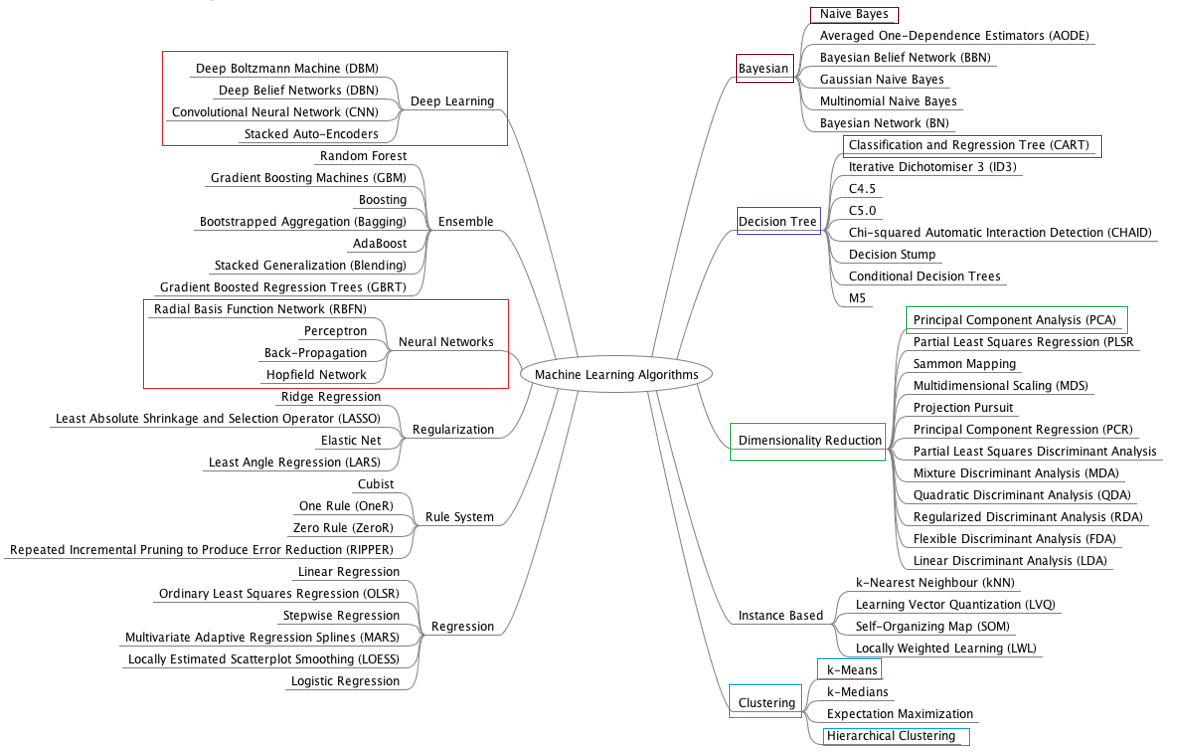 Machine Learning Algorithms
Deep Learning
Deep Boltzmann Machine (DBM)
Deep Belief Networks (DBN)
Convolutional Neural Network (CNN)
Stacked Auto-Encoders
Ensemble
Random Forest
Gradient Boosting Machines (GBM)
Boosting
Bootstrapped Aggregation (Bagging)
AdaBoost
Stacked Generalization (Blending)
Gradient Boosted Regression Trees (GBRT)
Neural Networks
Radial Basis Function Network (RBFN)
Perceptron
Back-Propagation
Hopfield Network
Regularization
Ridge Regression
Least Absolute Shrinkage and Selection Operator (LASSO)
Elastic Net
Least Angle Regression (LARS)
Rule System
Cubist
One Rule (OneR)
Zero Rule (ZeroR)
Repeated Incremental Pruning to Produce Error Reduction (RIPPER)
Regression
Linear Regression
Ordinary Least Squares Regression (OLSR)
Stepwise Regression
Multivariate Adaptive Regression Splines (MARS)
Locally Estimated Scatterplot Smoothing (LOESS)
Logistic Regression
Bayesian
Naive Bayes
Averaged One-Dependence Estimators (AODE)
Bayesian Belief Network (BBN)
Gaussian Naive Bayes
Multinomial Naive Bayes
Bayesian Network (BN)
Decision Tree
Classification and Regression Tree (CART)
Iterative Dichotomiser 3 (ID3)
C4.5
C5.0
Chi-squared Automatic Interaction Detection (CHAID)
Decision Stump
Conditional Decision Trees
M5
Dimensionality Reduction
Principal Component Analysis (PCA)
Partial Least Squares Regression (PLSR
Sammon Mapping
Multidimensional Scaling (MDS)
Projection Pursuit
Principal Component Regression (PCR)
Partial Least Squares Discriminant Analysis
Mixture Discriminant Analysis (MDA)
Quadratic Discriminant Analysis (QDA)
Regularized Discriminant Analysis (RDA)
Flexible Discriminant Analysis (FDA)
Linear Discriminant Analysis (LDA)
Instance Based
k-Nearest Neighbour (kNN)
Learning Vector Quantization (LVQ)
Self-Organizing Map (SOM)
Locally Weighted Learning (LWL)
Clustering
k-Means
k-Medians
Expectation Maximization
Hierarchical Clustering